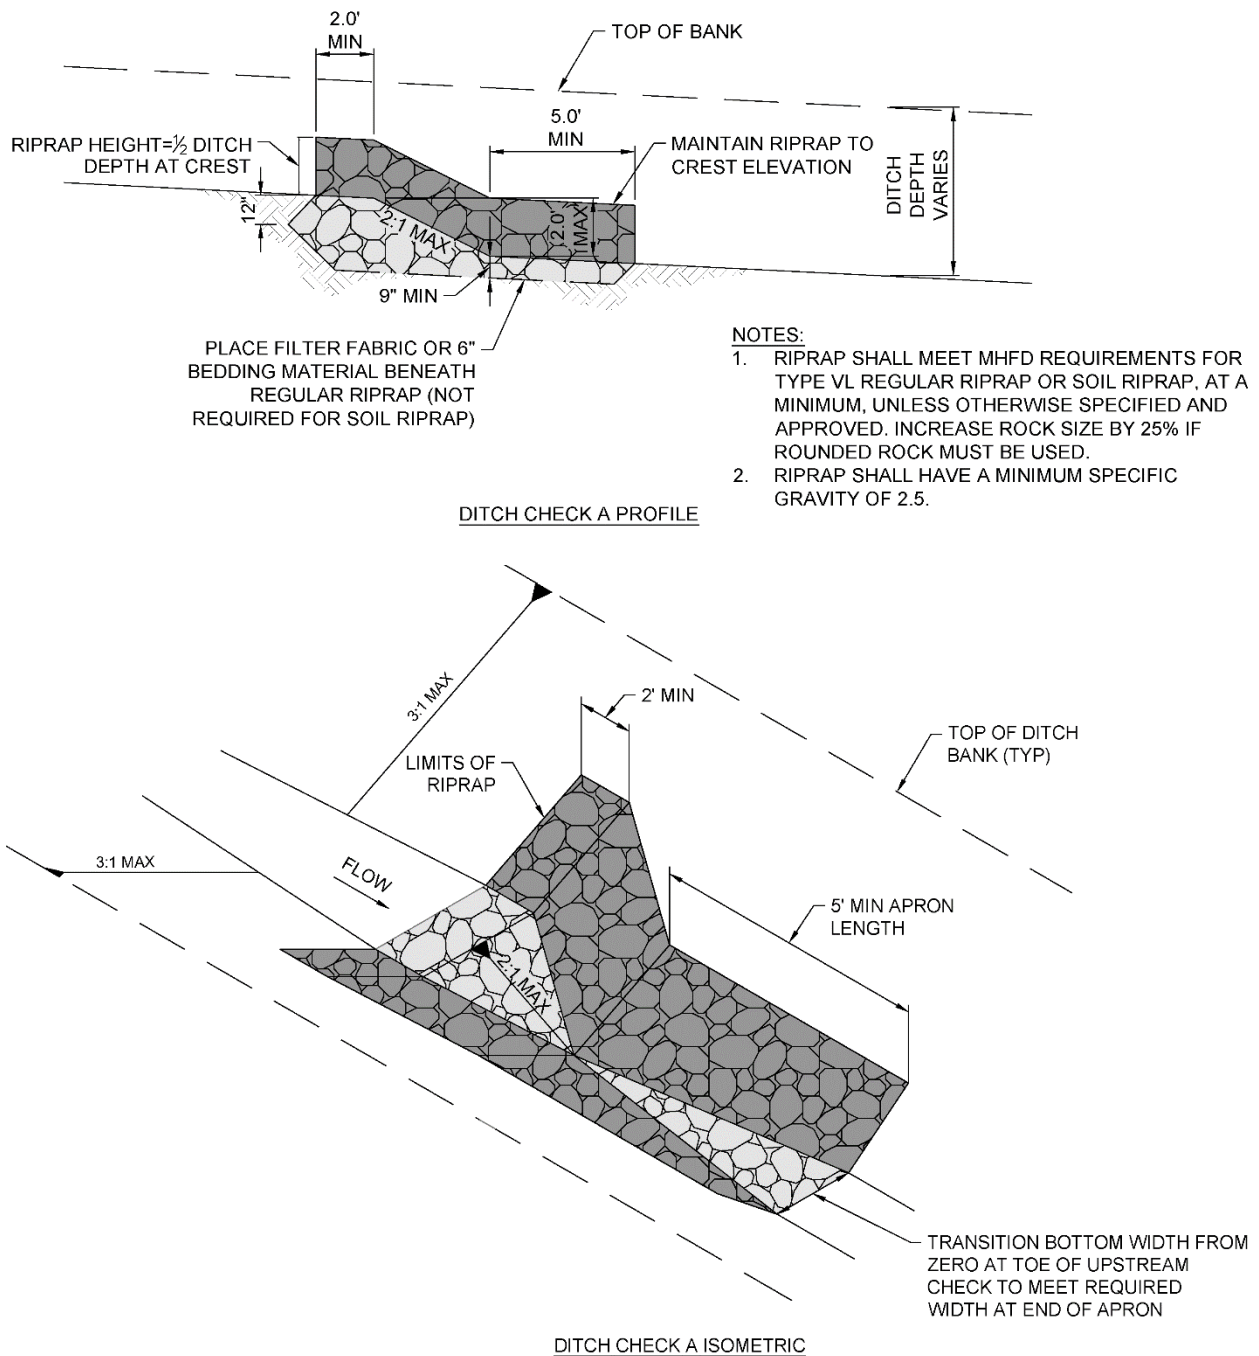 2.0'
MIN
TOP OF BANK
5.0'
MIN
RIPRAP HEIGHT=½ DITCH
DEPTH AT CREST
MAINTAIN RIPRAP TO
CREST ELEVATION
DITCH
DEPTH
VARIES
12"
2:1 MAX
2.0'
MAX
9" MIN
PLACE FILTER FABRIC OR 6"
BEDDING MATERIAL BENEATH
REGULAR RIPRAP (NOT
REQUIRED FOR SOIL RIPRAP)
NOTES:
1. RIPRAP SHALL MEET MHFD REQUIREMENTS FOR
TYPE VL REGULAR RIPRAP OR SOIL RIPRAP, AT A
MINIMUM, UNLESS OTHERWISE SPECIFIED AND
APPROVED. INCREASE ROCK SIZE BY 25% IF
ROUNDED ROCK MUST BE USED.
2. RIPRAP SHALL HAVE A MINIMUM SPECIFIC
GRAVITY OF 2.5.
DITCH CHECK A PROFILE
3:1 MAX
2' MIN
TOP OF DITCH
BANK (TYP)
LIMITS OF
RIPRAP
3:1 MAX
FLOW
5' MIN APRON
LENGTH
2:1 MAX
TRANSITION BOTTOM WIDTH FROM
ZERO AT TOE OF UPSTREAM
CHECK TO MEET REQUIRED
WIDTH AT END OF APRON
DITCH CHECK A ISOMETRIC